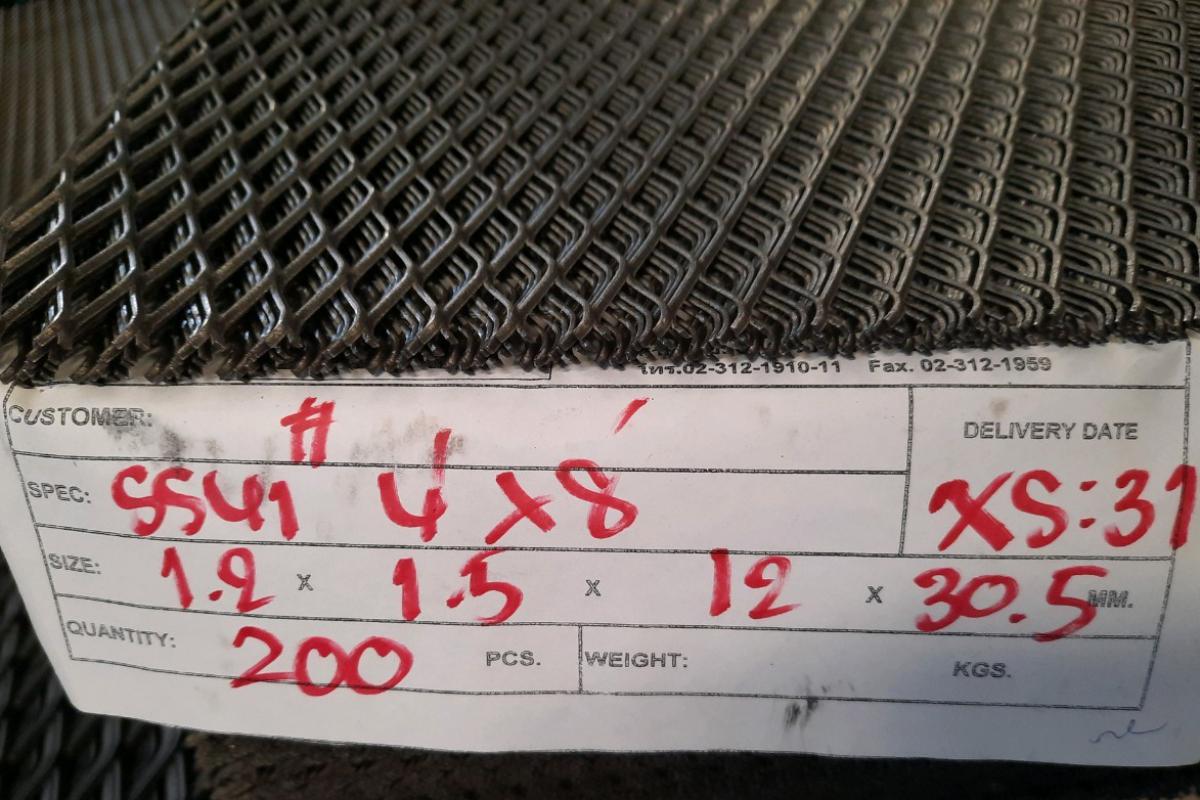 โทร.02-312-1910-11 Fax. 02-312-1959
CUSTOMER: #
DELIVERY DATE
SPEC: SS41 4' x 8'
XS:31
SIZE: 1.2 X 1.5 X 12 X 30.5 MM.
QUANTITY: 200 PCS. WEIGHT: KGS.